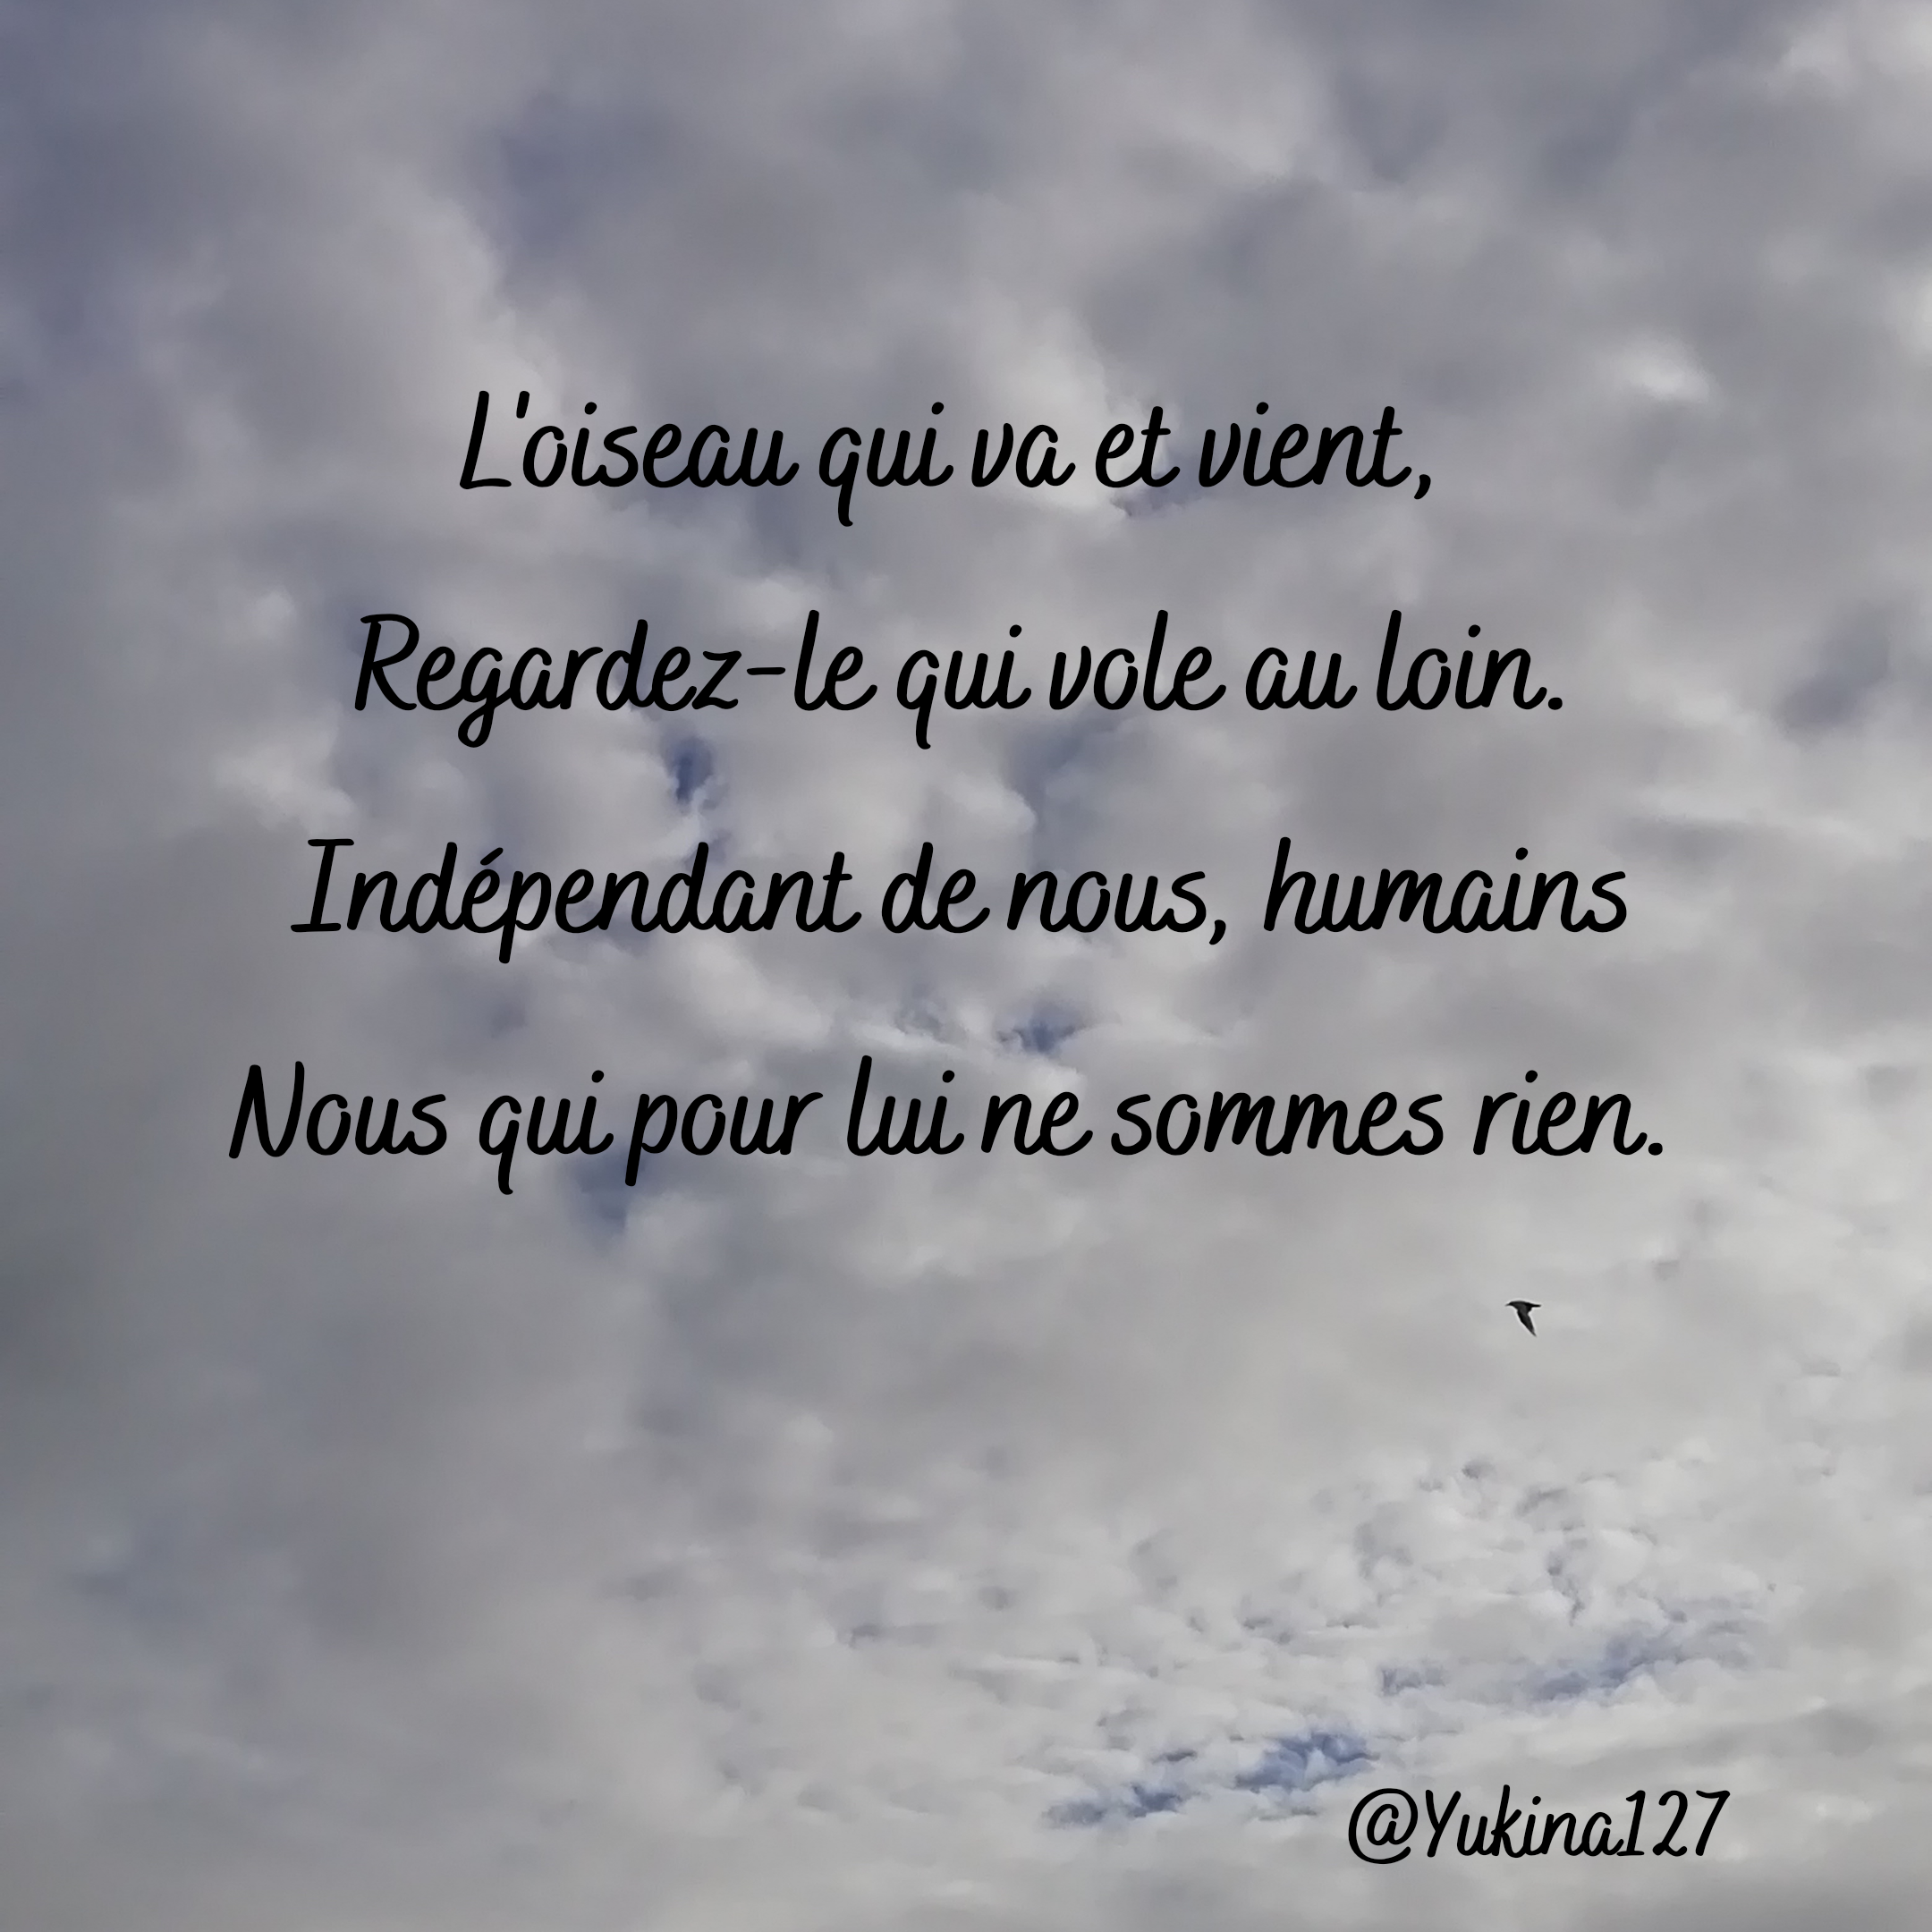 L'oiseau qui va et vient,
Regardez-le qui vole au loin.
Indépendant de nous, humains
Nous qui pour lui ne sommes rien.
@Yukina127